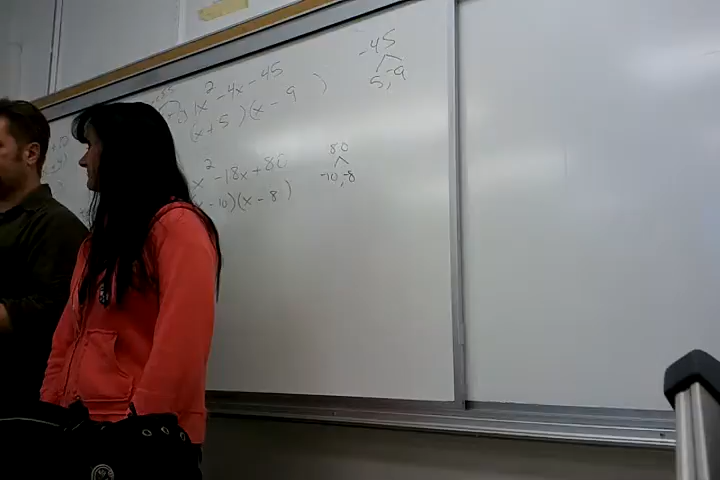 x² - 4x - 45
(x + 5)(x - 9)
-45
5, -9
x² - 18x + 80
x - 10)(x - 8)
80
-10, -8